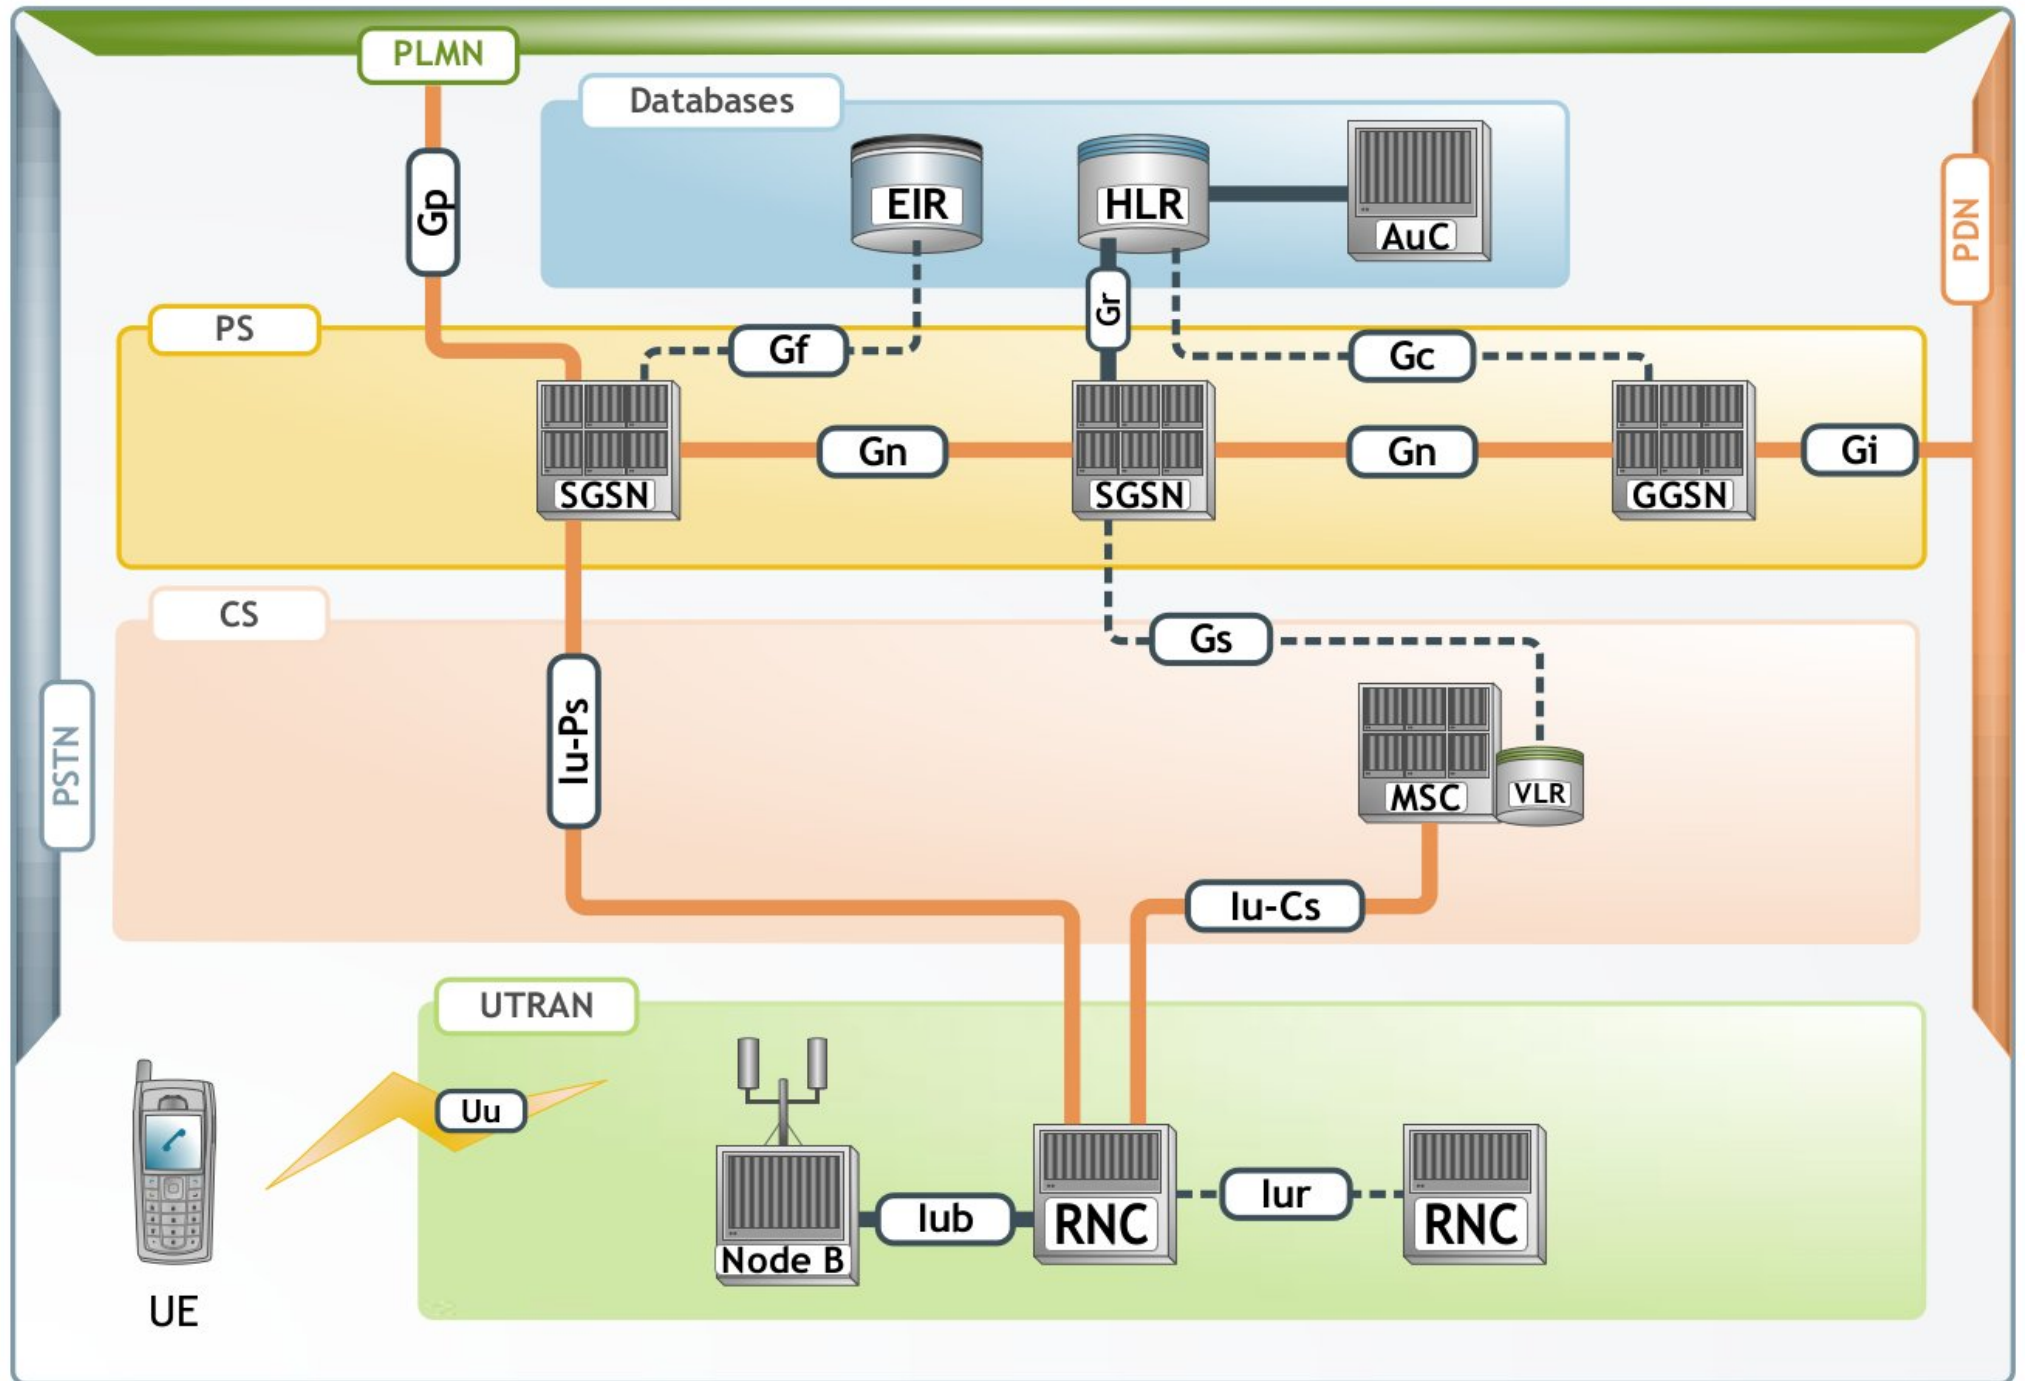 PLMN
Databases
Gp
EIR
HLR
AuC
PDN
Gr
PS
Gf
Gc
Gn
Gn
Gi
SGSN
SGSN
GGSN
CS
Gs
Iu-Ps
PSTN
MSC
VLR
Iu-Cs
UTRAN
Uu
Iur
Iub
RNC
RNC
Node B
UE